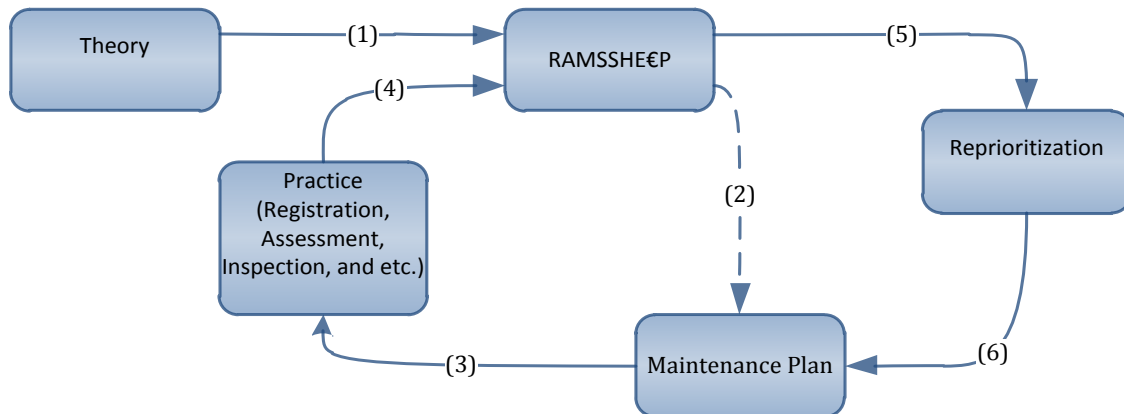 Theory
(1)
RAMSSHE€P
(5)
(4)
Reprioritization
Practice
(Registration,
Assessment,
Inspection, and etc.)
(2)
(3)
Maintenance Plan
(6)